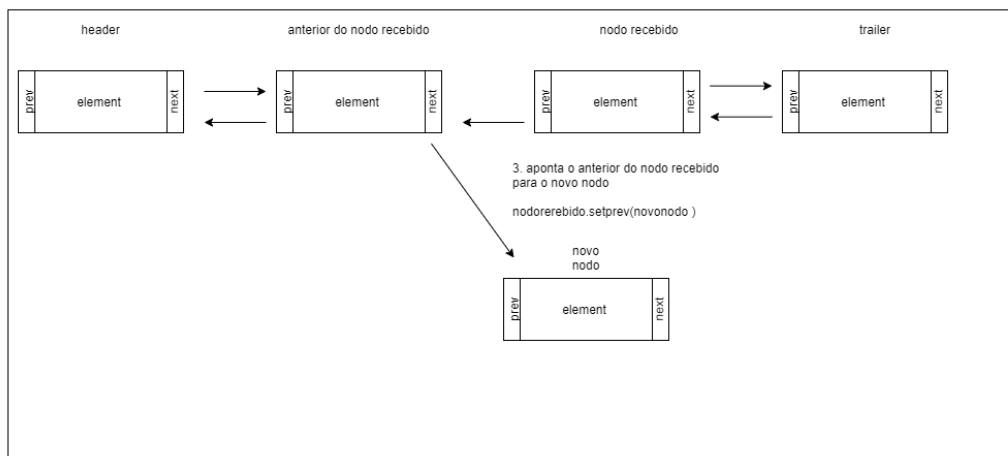 header
anterior do nodo recebido
nodo recebido
trailer
prev
element
next
prev
element
next
prev
element
next
prev
element
next
3. aponta o anterior do nodo recebido
para o novo nodo
nodorerebido.setprev(novonodo )
novo
nodo
prev
element
next